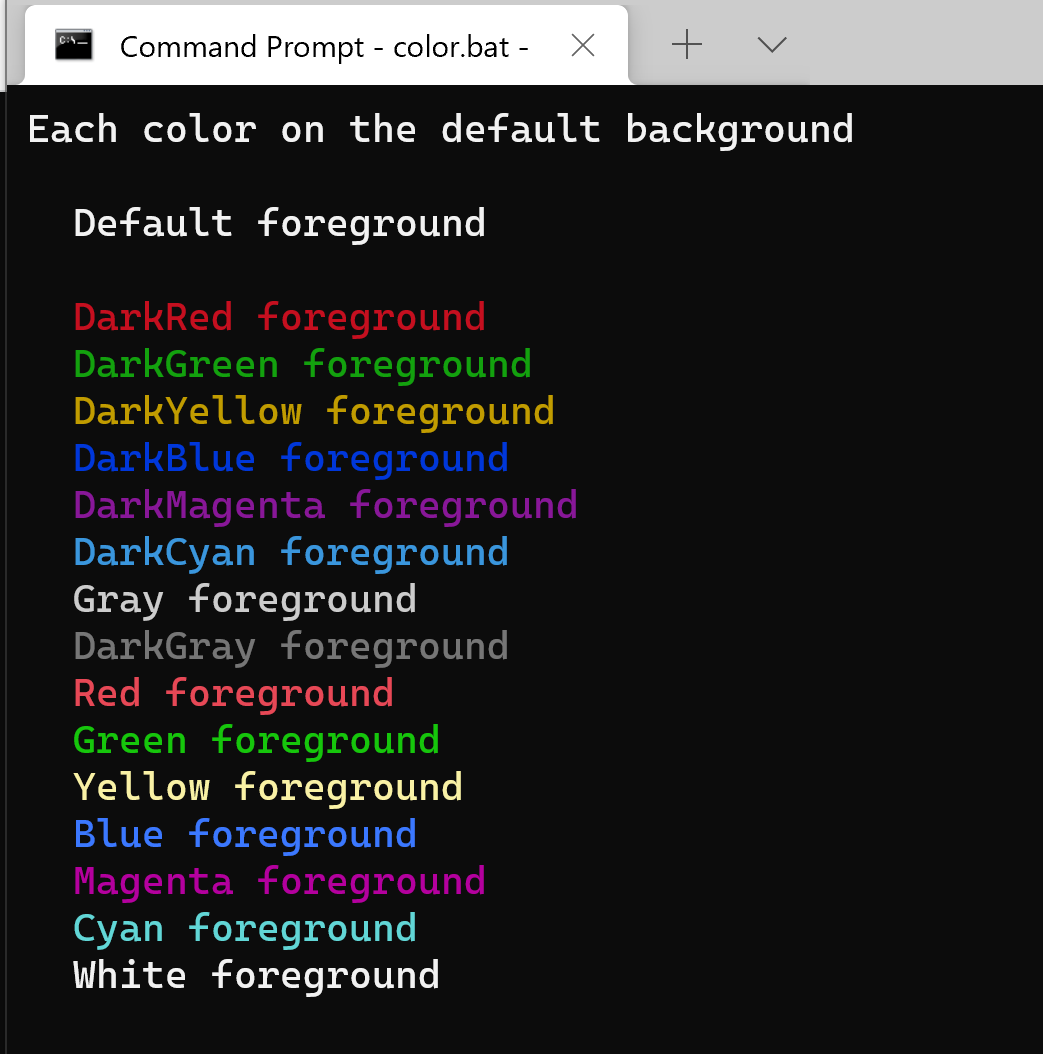 Command Prompt - color.bat -
Each color on the default background
Default foreground
DarkRed foreground
DarkGreen foreground
DarkYellow foreground
DarkBlue foreground
DarkMagenta foreground
DarkCyan foreground
Gray foreground
DarkGray foreground
Red foreground
Green foreground
Yellow foreground
Blue foreground
Magenta foreground
Cyan foreground
White foreground